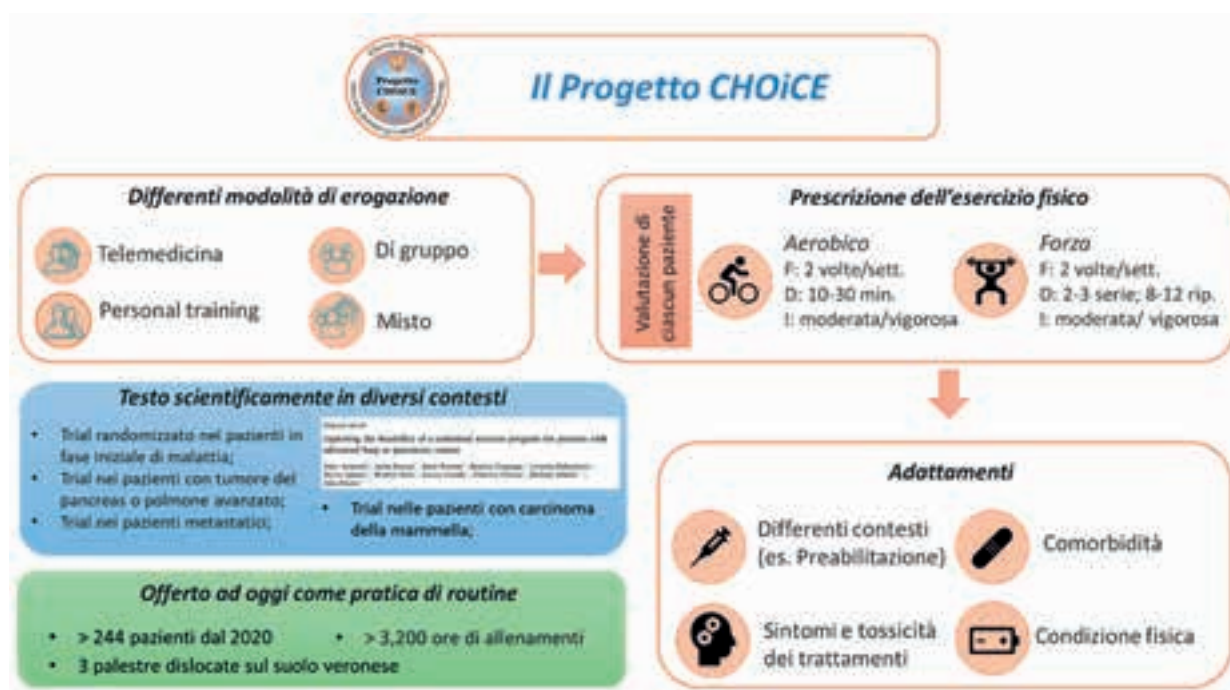 Progetto
CHOiCE
Il Progetto CHOiCE
Differenti modalità di erogazione
Telemedicina
Di gruppo
Personal training
Misto
Valutazione di
ciascun paziente
Prescrizione dell'esercizio fisico
Aerobico
F: 2 volte/sett.
D: 10-30 min.
I: moderata/vigorosa
Forza
F: 2 volte/sett.
D: 2-3 serie; 8-12 rip.
I: moderata/ vigorosa
Testo scientificamente in diversi contesti
• Trial randomizzato nei pazienti in
fase iniziale di malattia;
• Trial nei pazienti con tumore del
pancreas o polmone avanzato;
• Trial nei pazienti metastatio;
• Trial nelle pazienti con carcinoma
della mammella;
Offerto ad oggi come pratica di routine
• > 244 pazienti dal 2020
• > 3,200 ore di allenamenti
• 3 palestre dislocate sul suolo veronese
Adattamenti
Differenti contesti
(es. Preabilitazione)
Comorbidità
Sintomi e tossicità
dei trattamenti
Condizione fisica